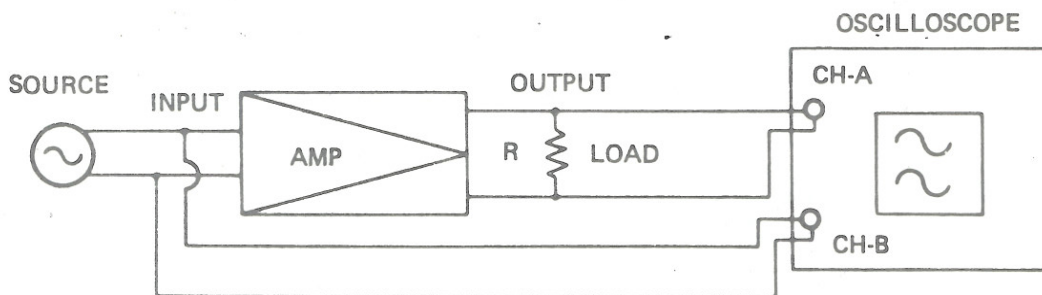 OSCILLOSCOPE
SOURCE
INPUT
OUTPUT
CH-A
AMP
R
LOAD
CH-B